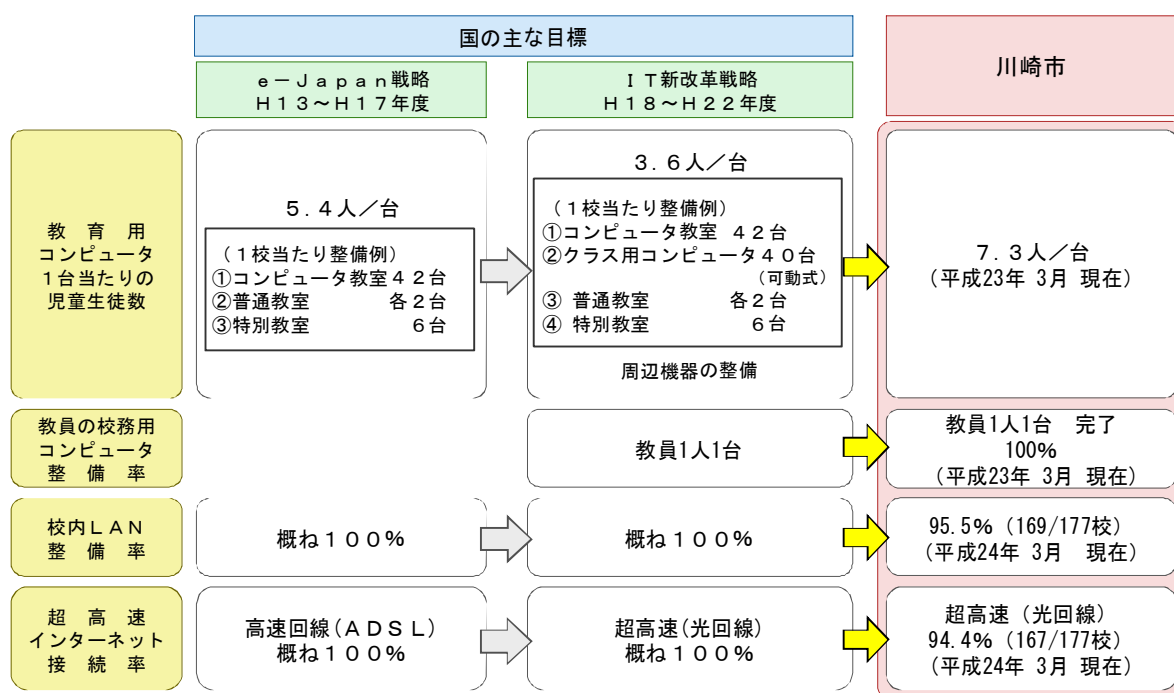 国の主な目標
川崎市
ｅ－Ｊａｐａｎ戦略
Ｈ１３～Ｈ１７年度
ＩＴ新改革戦略
Ｈ１８～Ｈ２２年度
教育用
コンピュータ
１台当たりの
児童生徒数
５．４人／台
（１校当たり整備例）
①コンピュータ教室４２台
②普通教室 各２台
③特別教室 ６台
３．６人／台
（１校当たり整備例）
①コンピュータ教室 ４２台
②クラス用コンピュータ４０台
（可動式）
③ 普通教室 各２台
④ 特別教室 ６台
周辺機器の整備
7.3人／台
（平成23年 3月 現在）
教員の校務用
コンピュータ
整備率
教員1人1台
教員1人1台 完了
100%
（平成23年 3月 現在）
校内ＬＡＮ
整備率
概ね１００％
概ね１００％
95.5%（169/177校）
（平成24年 3月 現在）
超高速
インターネット
接続率
高速回線（ＡＤＳＬ）
概ね100%
超高速（光回線）
概ね100%
超高速（光回線）
94.4%（167/177校）
（平成24年 3月 現在）